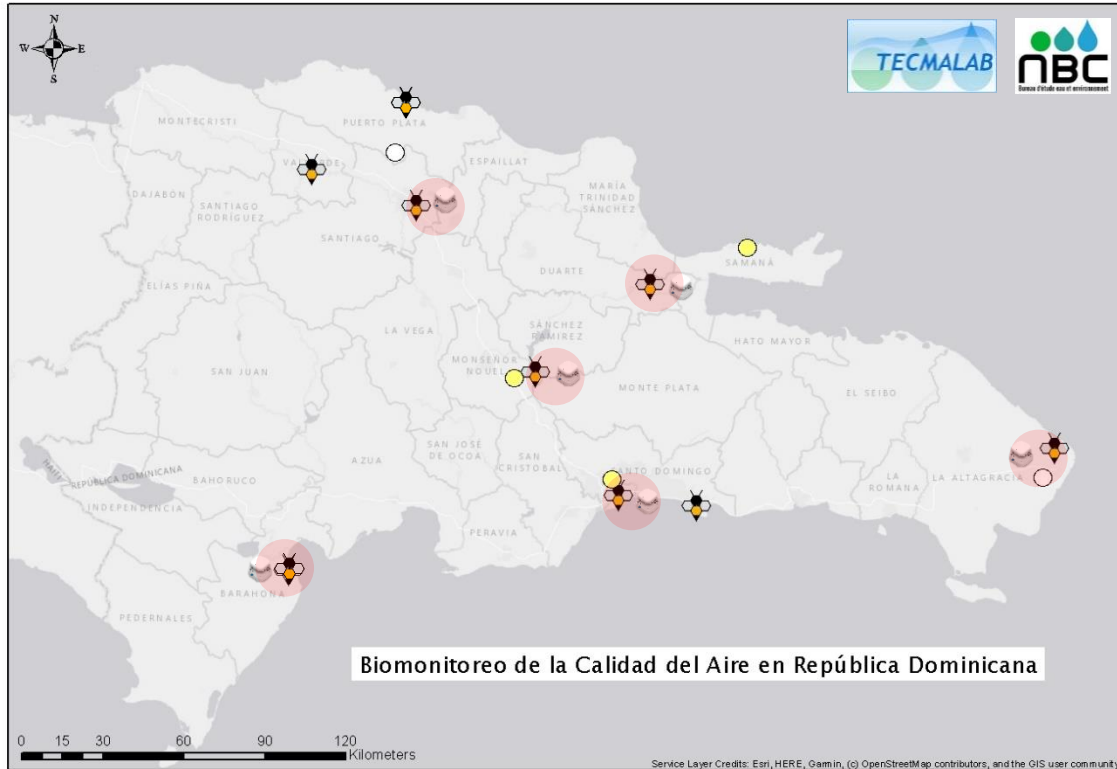 N
W
E
S
TECMALAB
NBC
Bureau d'étude eau et environnement
MONTECRISTI
PUERTO PLATA
ESPAILLAT
DAJABÓN
SANTIAGO
RODRÍGUEZ
MARÍA
TRINIDAD
SÁNCHEZ
SANTIAGO
DUARTE
SAMANÁ
ELÍAS PIÑA
LA VEGA
SÁNCHEZ
RAMÍREZ
HATO MAYOR
MONSEÑOR
NOUEL
SAN JUAN
MONTE PLATA
EL SEIBO
AZUA
SAN JOSÉ
DE OCOA
SAN
CRISTOBAL
ANTO DOMINGO
LA
ROMANA
LA ALTAGRACIA
HAITI
REPÚBLICA DOMINICANA
BAHORUCO
INDEPENDENCIA
PERAVIA
BARAHONA
PEDERNALES
Biomonitoreo de la Calidad del Aire en República Dominicana
0 15 30 60 90 120
Kilometers
Service Layer Credits: Esri, HERE, Garmin, (c) OpenStreetMap contributors, and the GIS user community